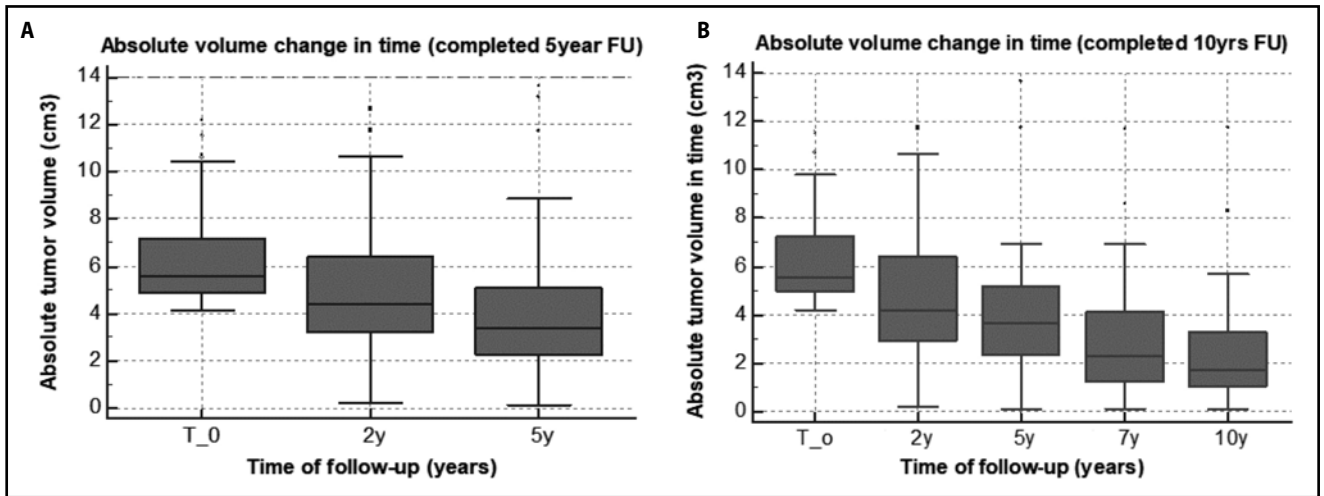 A
Absolute volume change in time (completed 5year FU)
Absolute tumor volume (cm3)
14
12
10
8
6
4
2
0
T_0 2y 5y
Time of follow-up (years)
B
Absolute volume change in time (completed 10yrs FU)
Absolute tumor volume in time (cm3)
14
12
10
8
6
4
2
0
T_o 2y 5y 7y 10y
Time of follow-up (years)